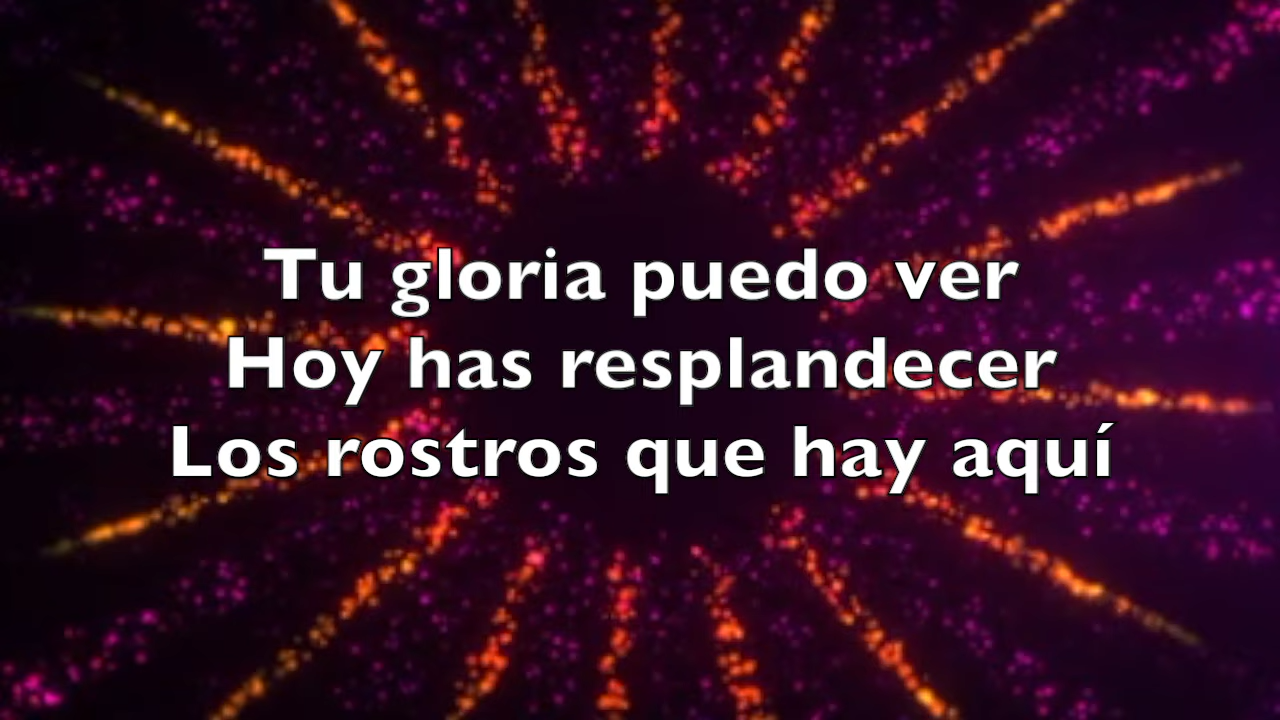 Tu gloria puedo ver
Hoy has resplandecer
Los rostros que hay aquí